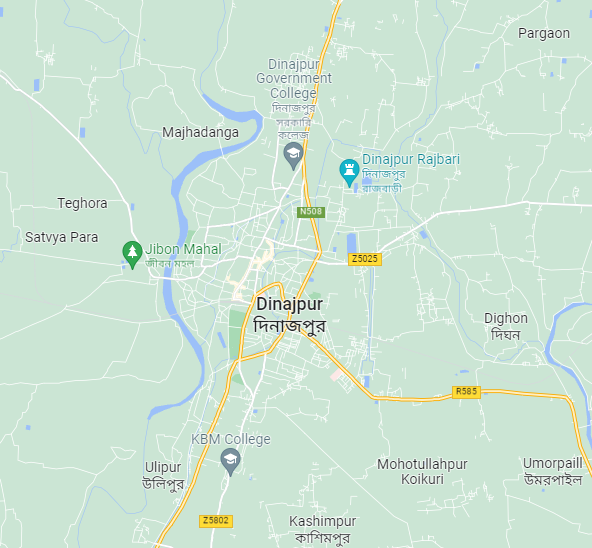 Pargaon
Dinajpur
Government
College
দিনাজপুর
সরকারি
কলেজ
Majhadanga
Dinajpur Rajbari
দিনাজপুর
রাজবাড়ী
Teghora
N508
Satvya Para
Jibon Mahal
জীবন মহল
Z5025
Dinajpur
দিনাজপুর
Dighon
দিঘন
R585
KBM College
Ulipur
উলিপুর
Mohotullahpur
Koikuri
Umorpaill
উমরপাইল
Z5802
Kashimpur
কাশিমপুর